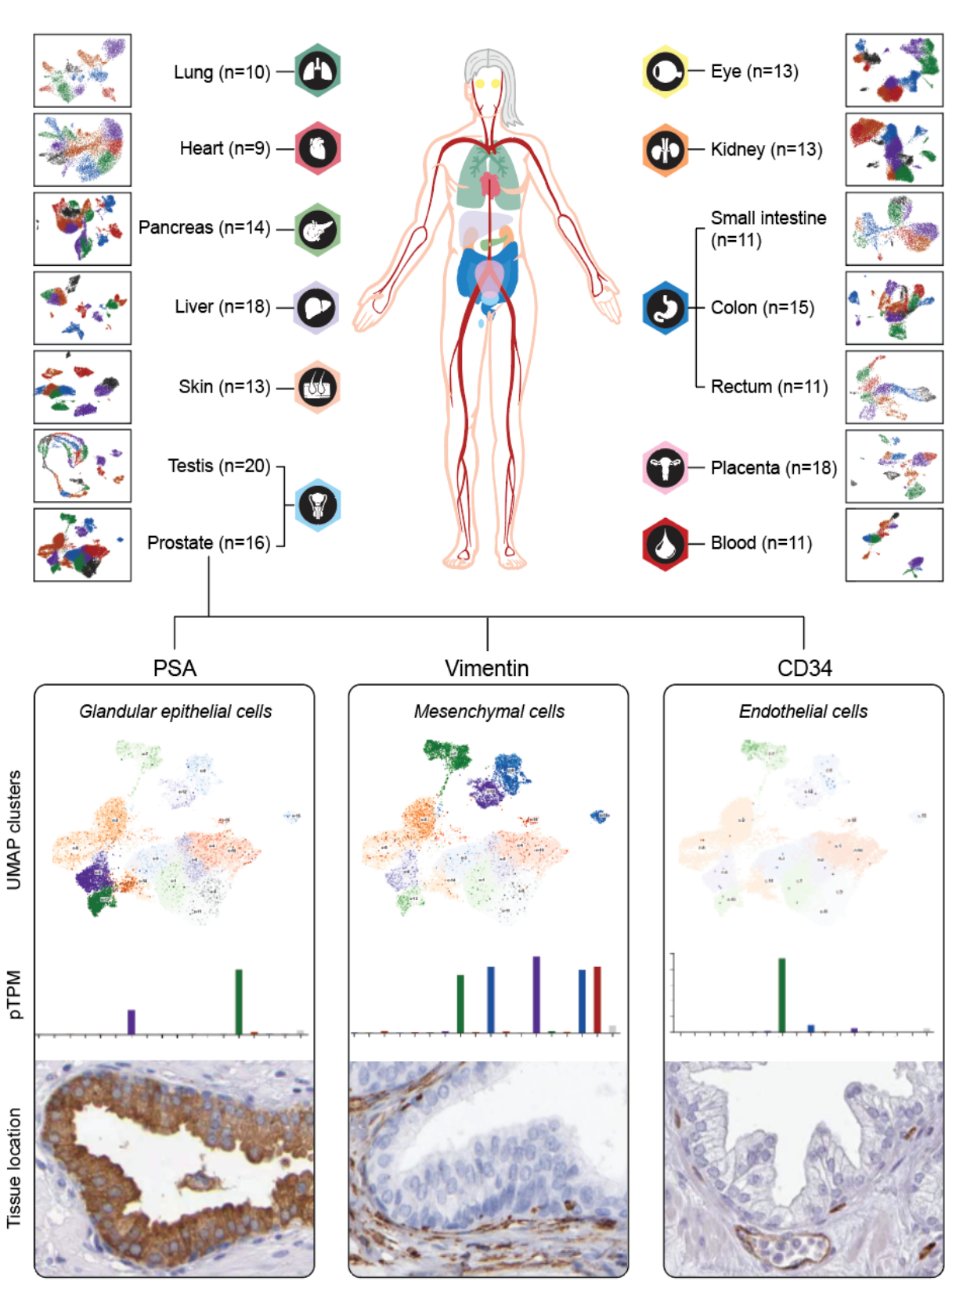 Lung (n=10)
Heart (n=9)
Pancreas (n=14)
Liver (n=18)
Skin (n=13)
Testis (n=20)
Prostate (n=16)
Eye (n=13)
Kidney (n=13)
Small intestine
(n=11)
Colon (n=15)
Rectum (n=11)
Placenta (n=18)
Blood (n=11)
PSA
Vimentin
CD34
Glandular epithelial cells
Mesenchymal cells
Endothelial cells
UMAP clusters
pTPM
Tissue location